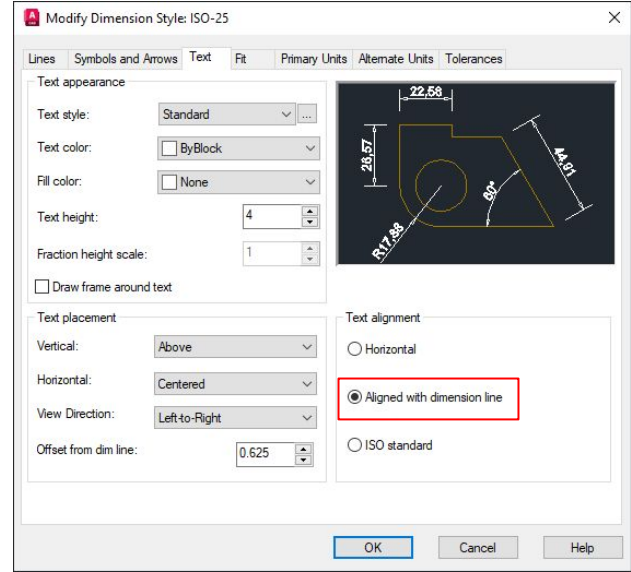 Modify Dimension Style: ISO-25
Lines Symbols and Arrows Text Fit Primary Units Alternate Units Tolerances
Text appearance
Text style: Standard ...
Text color: ByBlock
Fill color: None
Text height: 4
Fraction height scale: 1
Draw frame around text
22,58
28,57
44,91
60°
R17,88
Text placement
Vertical: Above
Horizontal: Centered
View Direction: Left-to-Right
Offset from dim line: 0.625
Text alignment
Horizontal
Aligned with dimension line
ISO standard
OK Cancel Help